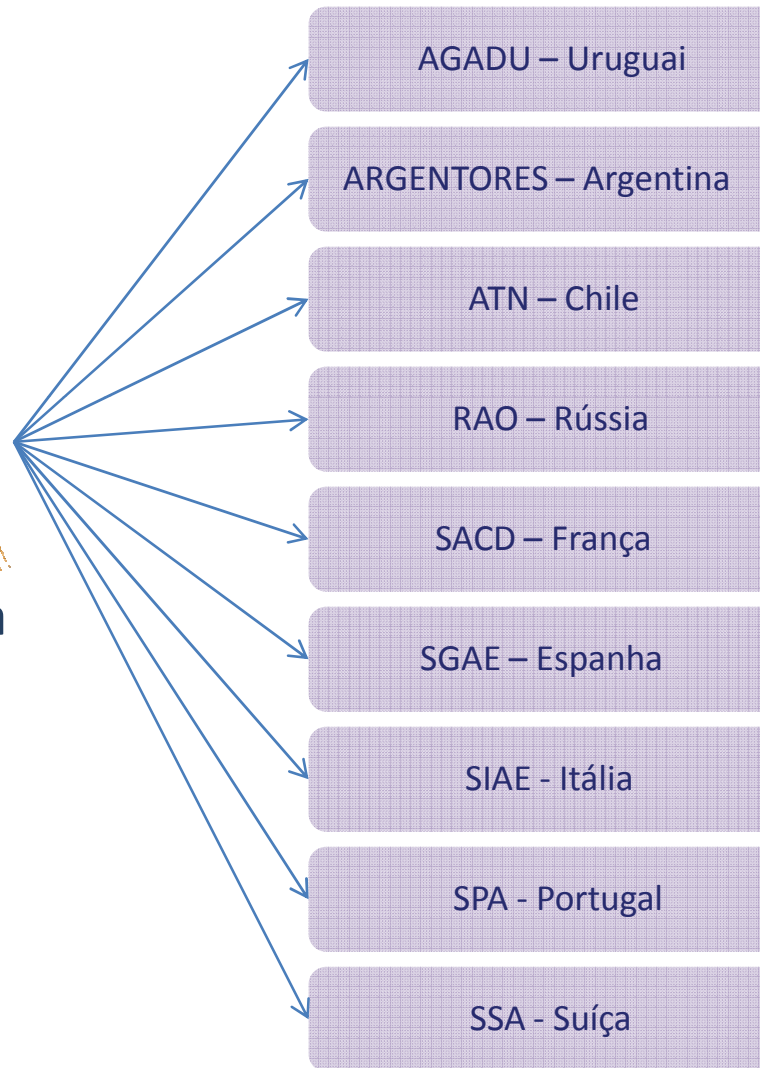 AGADU – Uruguai
ARGENTORES – Argentina
ATN – Chile
RAO – Rússia
SACD – França
SGAE – Espanha
SIAE - Itália
SPA - Portugal
SSA - Suíça